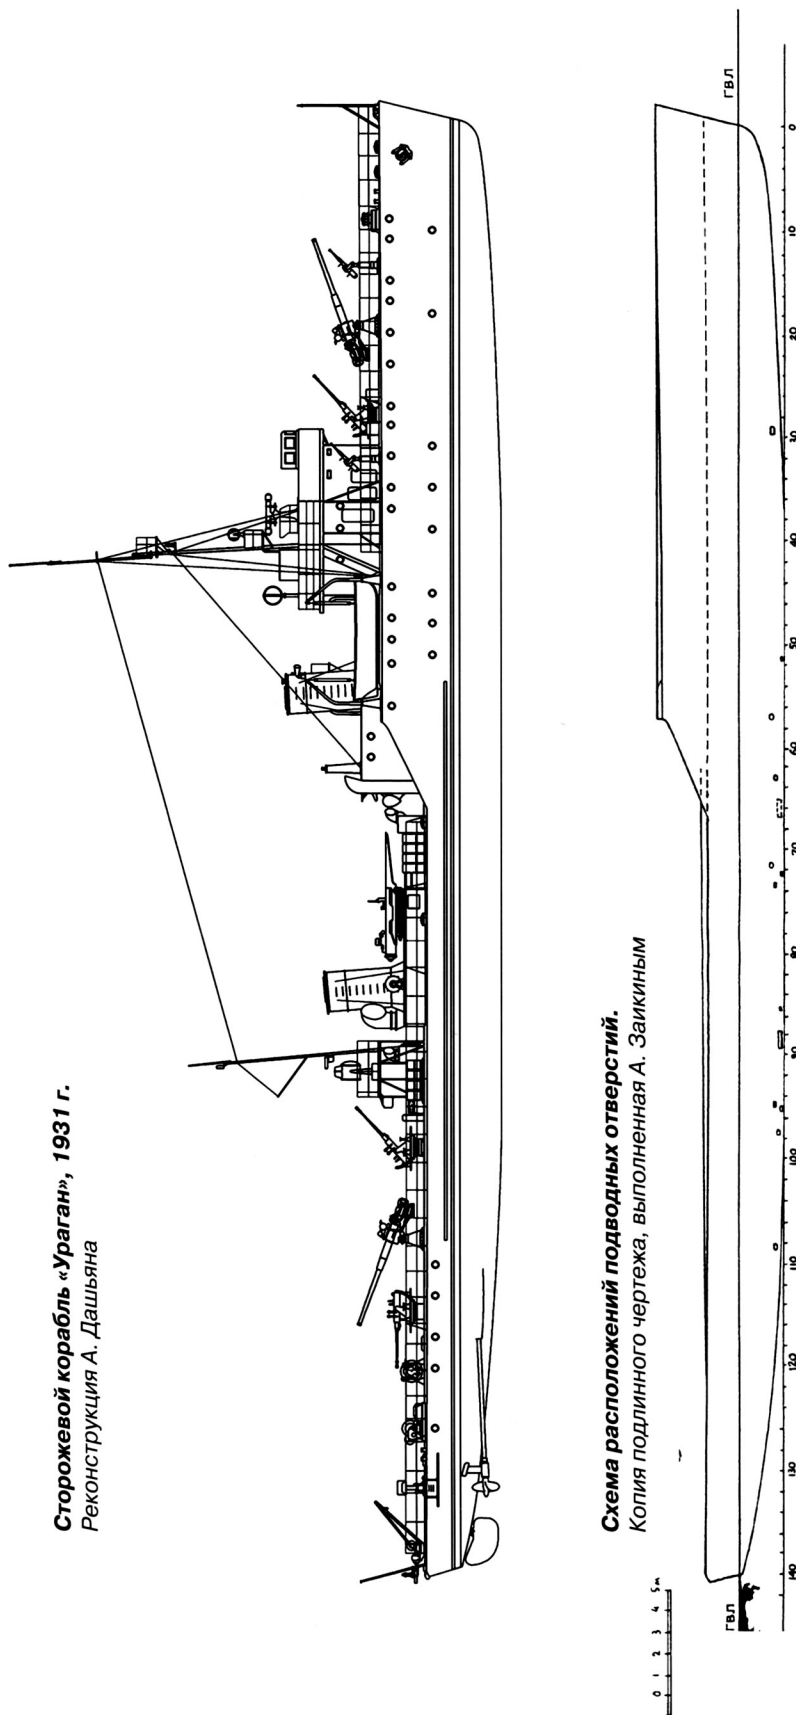 Сторожевой корабль «Ураган», 1931 г.
Реконструкция А. Дашьяна
Схема расположений подводных отверстий.
Копия подлинного чертежа, выполненная А. Заикиным
0 1 2 3 4 5м
ГВЛ
ГВЛ
140 130 120 110 100 90 80 70 60 50 40 30 20 10 0